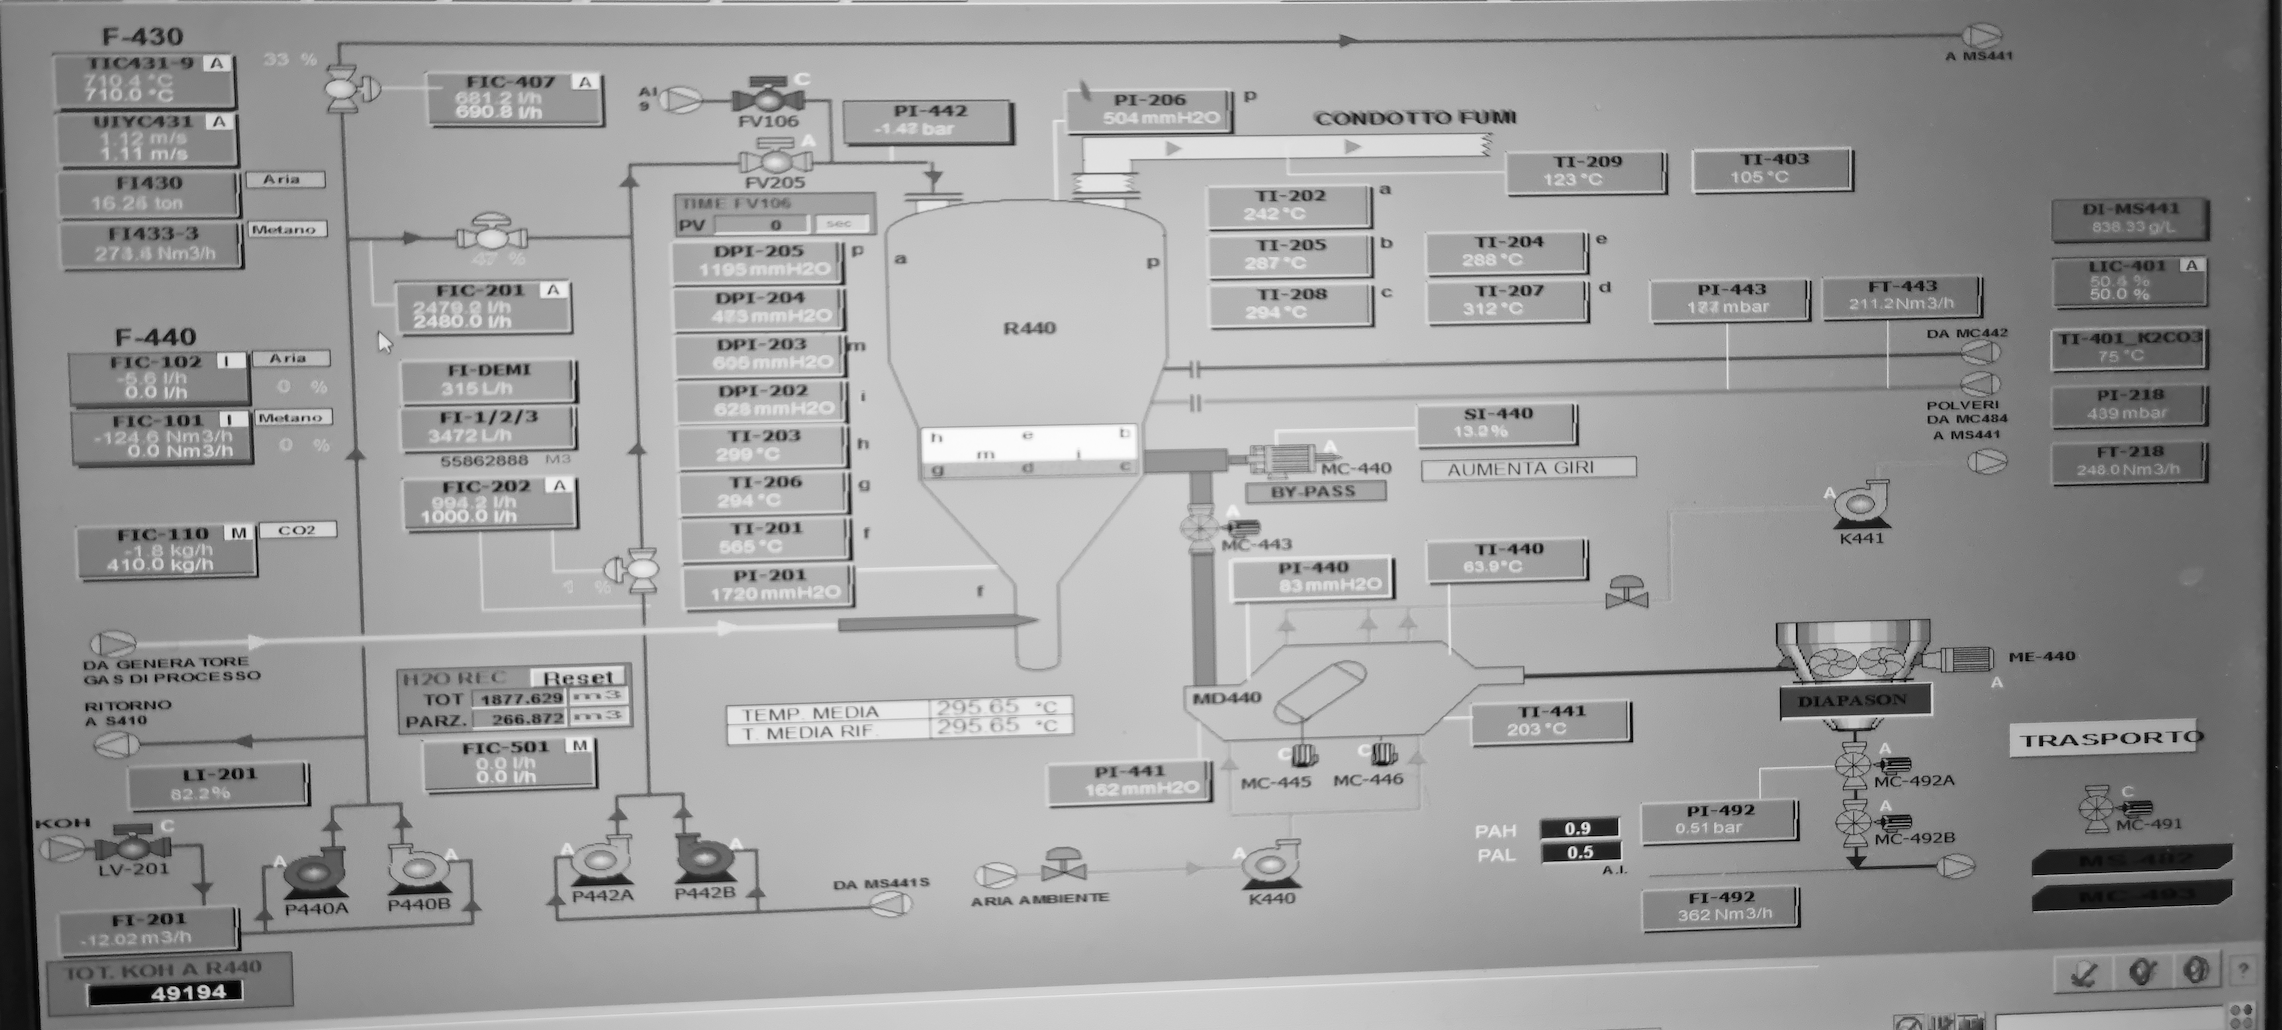 F-430
TIC431-9 A
710.4 °C
710.0 °C
33 %
UIYC431 A
1.12 m/s
1.11 m/s
FI430
Aria
ton
FI433-3
Metano
Nm3/h
F-440
FIC-102 I
Aria
-5.6 l/h
0.0 l/h
0 %
FIC-101 I
Metano
-124.6 Nm3/h
0.0 Nm3/h
0 %
FIC-110 M
CO2
-1.8 kg/h
410.0 kg/h
DA GENERATORE
GAS DI PROCESSO
RITORNO
A S410
LI-201
82.2%
KOH
C
LV-201
FI-201
-12.02 m3/h
TOT. KOH A R440
49194
A
P440A
P440B
A
FIC-407 A
681.2 l/h
690.8 l/h
47 %
FIC-201 A
2479.2 l/h
2480.0 l/h
FI-DEMI
315 L/h
FI-1/2/3
3472 L/h
55862888 M3
FIC-202 A
994.2 l/h
1000.0 l/h
1 %
H2O REC Reset
TOT 1877.629 m3
PARZ. 266.872 m3
FIC-501 M
0.0 l/h
0.0 l/h
A
P442A
P442B
A
DA MS441S
AI
9
C
FV106
A
FV205
PI-442
bar
TIME FV106
PV 0 sec
DPI-205 p
1195 mmH2O
DPI-204
mmH2O
DPI-203 m
mmH2O
DPI-202 i
628 mmH2O
TI-203 h
299 °C
TI-206 g
294 °C
TI-201 f
565 °C
PI-201
1720 mmH2O
f
TEMP. MEDIA 295.65 °C
T. MEDIA RIF. 295.65 °C
PI-206 p
504 mmH2O
CONDOTTO FUMI
A MS441
a p
R440
h e b
m i
g d c
TI-209
123 °C
TI-403
105 °C
TI-202 a
242 °C
TI-205 b
287 °C
TI-204 e
288 °C
TI-208 c
294 °C
TI-207 d
312 °C
PI-443
mbar
FT-443
211.2 Nm3/h
DA MC442
POLVERI
DA MC484
A MS441
SI-440
%
A
MC-440
AUMENTA GIRI
BY-PASS
A
MC-443
PI-440
83 mmH2O
TI-440
63.9°C
A
K441
MD440
TI-441
203 °C
C
MC-445
C
MC-446
PI-441
162 mmH2O
ARIA AMBIENTE
A
K440
ME-440
A
DIAPASON
A
MC-492A
A
MC-492B
PI-492
0.51 bar
PAH 0.9
PAL 0.5
A.I.
FI-492
362 Nm3/h
DI-MS441
838.33 g/L
LIC-401 A
50.0 %
TI-401_K2CO3
75 °C
PI-218
439 mbar
FT-218
248.0 Nm3/h
TRASPORTO
C
MC-491
MS-482
MC-493
?